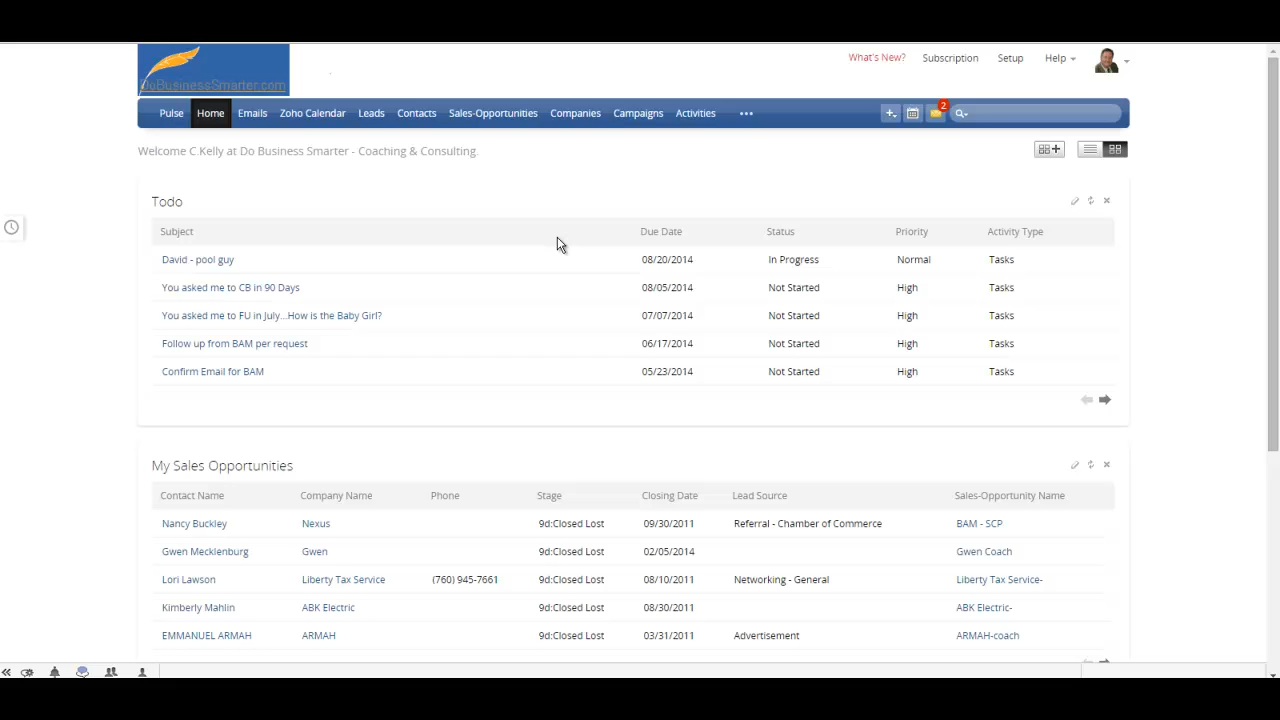 What's New? Subscription Setup Help
DoBusinessSmarter.com
Pulse Home Emails Zoho Calendar Leads Contacts Sales-Opportunities Companies Campaigns Activities ••• 2
Welcome C.Kelly at Do Business Smarter - Coaching & Consulting.
Todo
Subject Due Date Status Priority Activity Type
David - pool guy 08/20/2014 In Progress Normal Tasks
You asked me to CB in 90 Days 08/05/2014 Not Started High Tasks
You asked me to FU in July...How is the Baby Girl? 07/07/2014 Not Started High Tasks
Follow up from BAM per request 06/17/2014 Not Started High Tasks
Confirm Email for BAM 05/23/2014 Not Started High Tasks
My Sales Opportunities
Contact Name Company Name Phone Stage Closing Date Lead Source Sales-Opportunity Name
Nancy Buckley Nexus 9d:Closed Lost 09/30/2011 Referral - Chamber of Commerce BAM - SCP
Gwen Mecklenburg Gwen 9d:Closed Lost 02/05/2014 Gwen Coach
Lori Lawson Liberty Tax Service (760) 945-7661 9d:Closed Lost 08/10/2011 Networking - General Liberty Tax Service-
Kimberly Mahlin ABK Electric 9d:Closed Lost 08/30/2011 ABK Electric-
EMMANUEL ARMAH ARMAH 9d:Closed Lost 03/31/2011 Advertisement ARMAH-coach